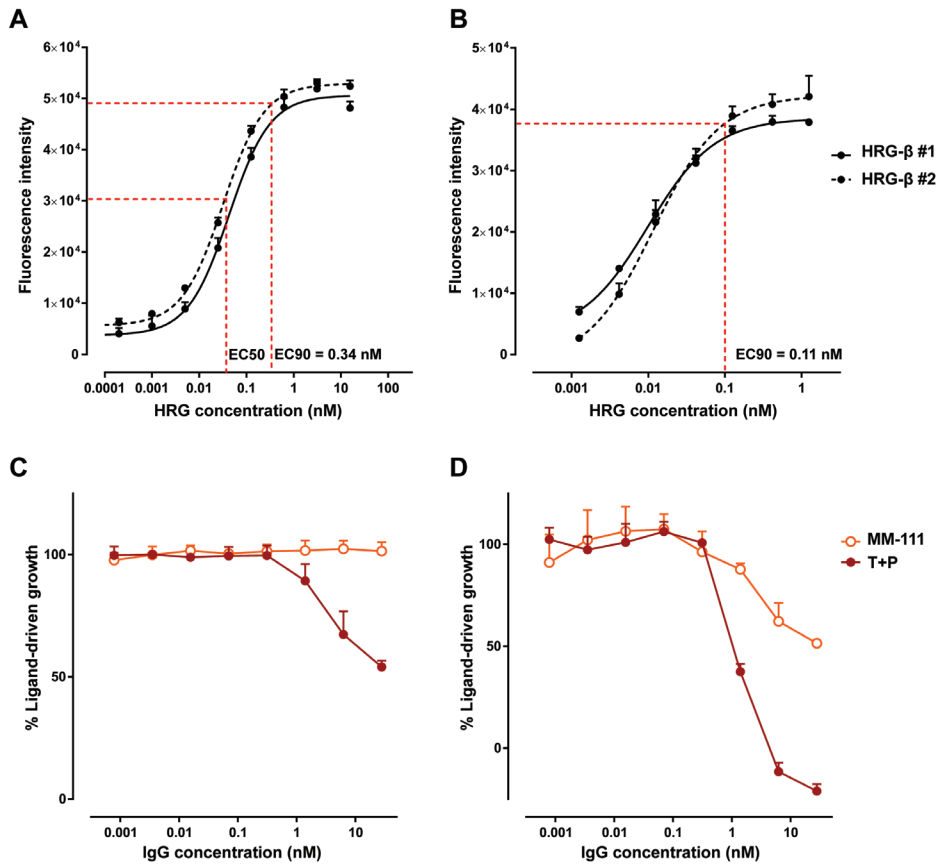 A
Fluorescence intensity
6×10⁴
5×10⁴
4×10⁴
3×10⁴
2×10⁴
1×10⁴
0
EC50
EC90 = 0.34 nM
0.0001
0.001
0.01
0.1
1
10
100
HRG concentration (nM)
B
Fluorescence intensity
5×10⁴
4×10⁴
3×10⁴
2×10⁴
1×10⁴
0
EC90 = 0.11 nM
0.001
0.01
0.1
1
HRG concentration (nM)
HRG-β #1
HRG-β #2
C
% Ligand-driven growth
100
50
0
0.001
0.01
0.1
1
10
IgG concentration (nM)
D
% Ligand-driven growth
100
50
0
0.001
0.01
0.1
1
10
IgG concentration (nM)
MM-111
T+P